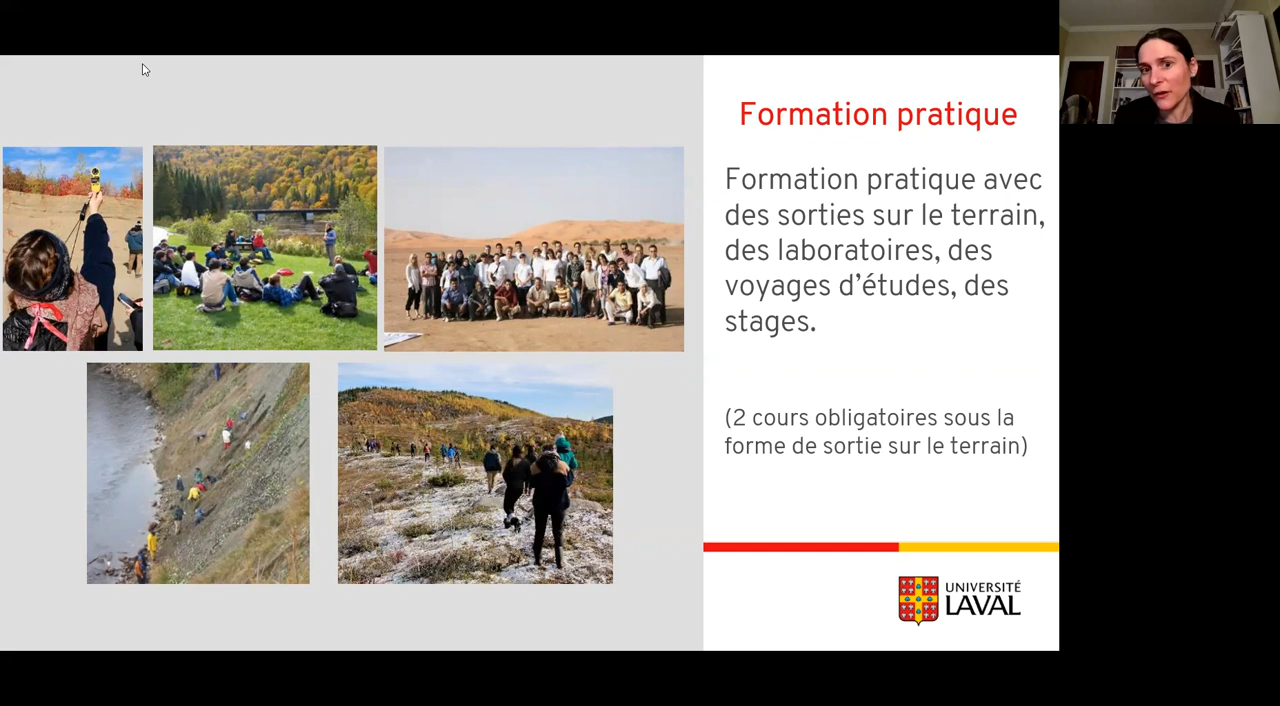 Formation pratique
Formation pratique avec
des sorties sur le terrain,
des laboratoires, des
voyages d'études, des
stages.
(2 cours obligatoires sous la
forme de sortie sur le terrain)
UNIVERSITÉ
LAVAL